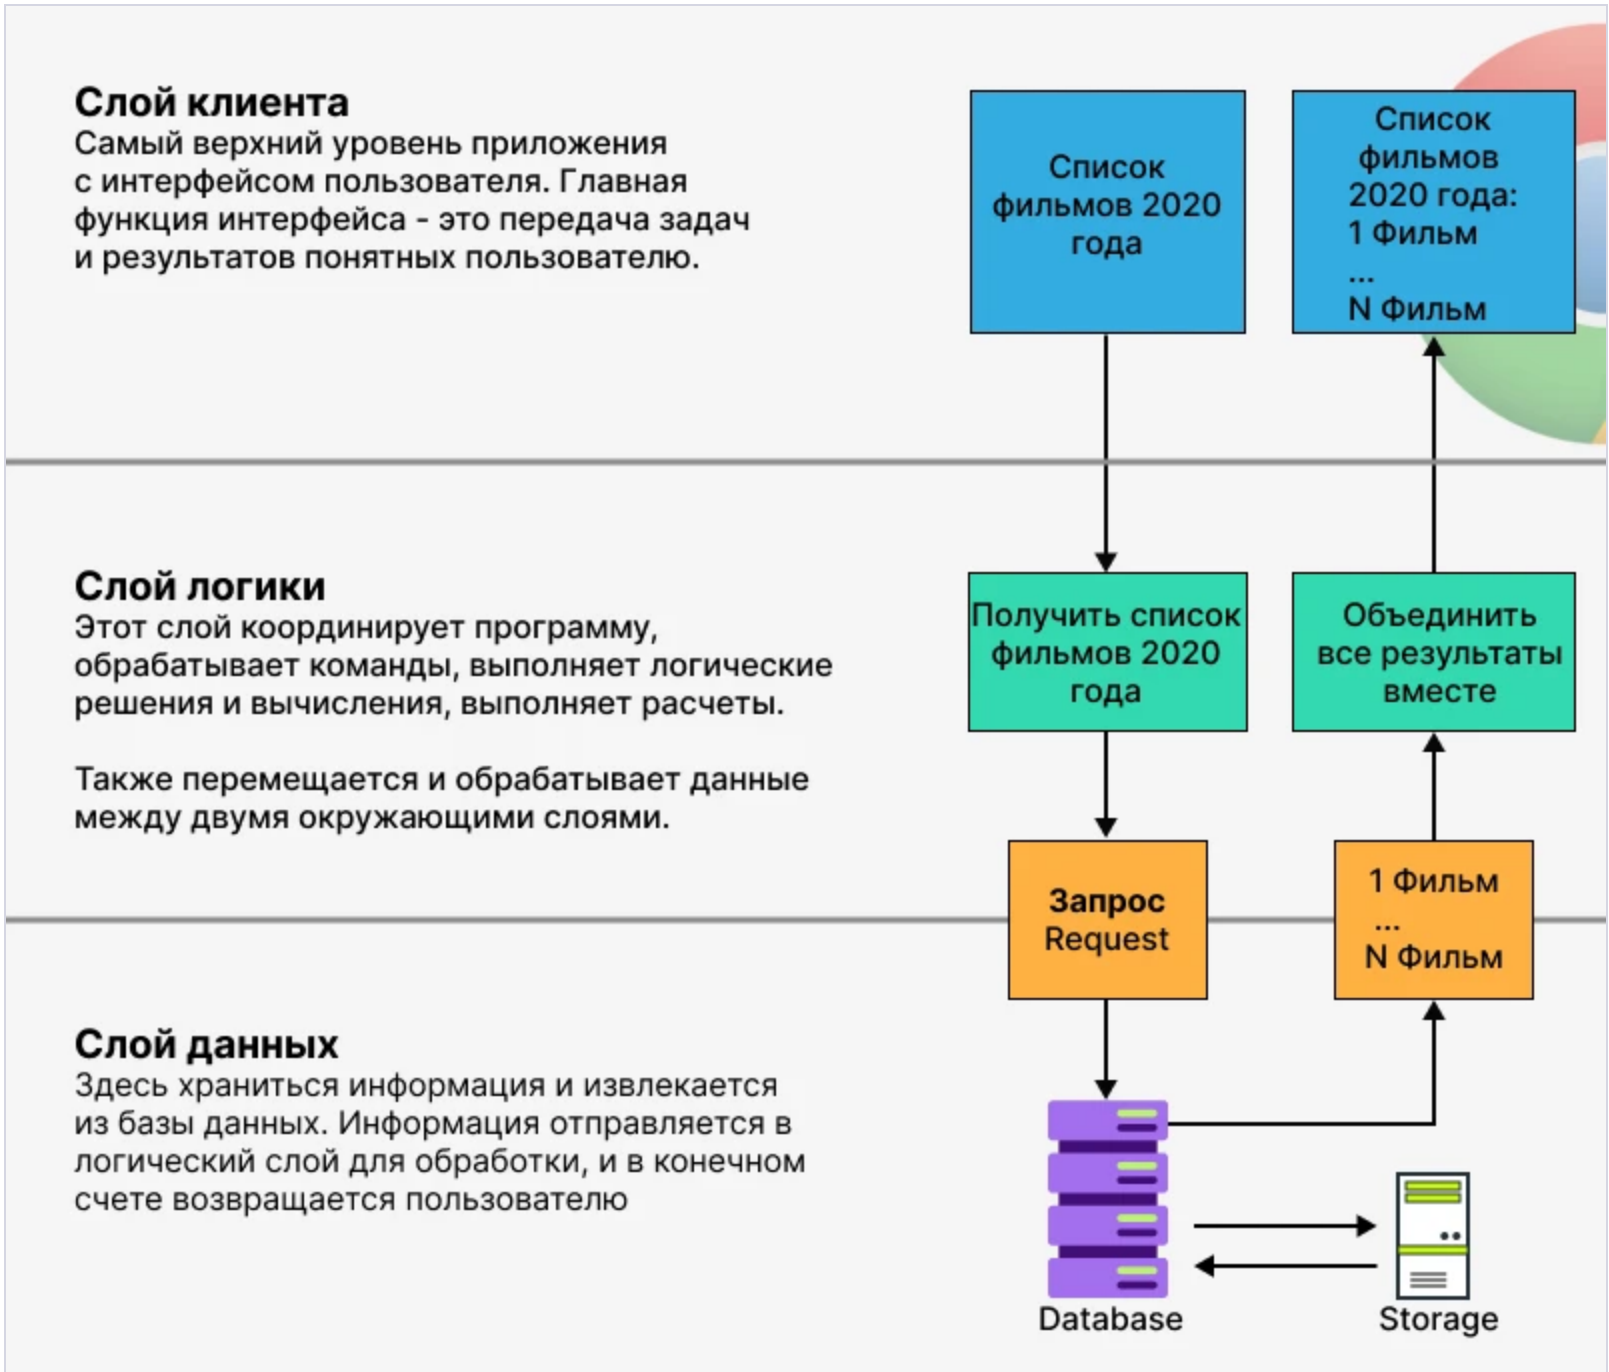 Слой клиента
Самый верхний уровень приложения
с интерфейсом пользователя. Главная
функция интерфейса - это передача задач
и результатов понятных пользователю.
Список
фильмов 2020
года
Список
фильмов
2020 года:
1 Фильм
...
N Фильм
Слой логики
Этот слой координирует программу,
обрабатывает команды, выполняет логические
решения и вычисления, выполняет расчеты.
Также перемещается и обрабатывает данные
между двумя окружающими слоями.
Получить список
фильмов 2020
года
Объединить
все результаты
вместе
Запрос
Request
1 Фильм
...
N Фильм
Слой данных
Здесь храниться информация и извлекается
из базы данных. Информация отправляется в
логический слой для обработки, и в конечном
счете возвращается пользователю
Database
Storage